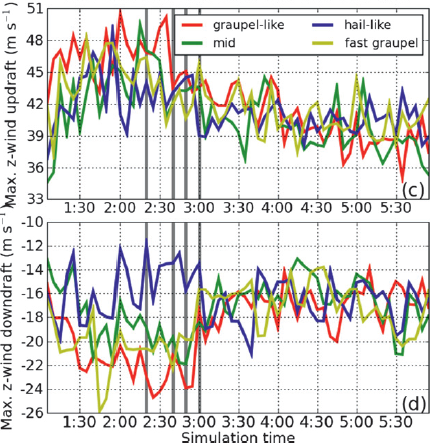 Max. z-wind updraft (m s⁻¹)
51
48
45
42
39
36
33
graupel-like
hail-like
mid
fast graupel
(c)
1:30 2:00 2:30 3:00 3:30 4:00 4:30 5:00 5:30
Max. z-wind downdraft (m s⁻¹)
-10
-12
-14
-16
-18
-20
-22
-24
-26
(d)
1:30 2:00 2:30 3:00 3:30 4:00 4:30 5:00 5:30
Simulation time